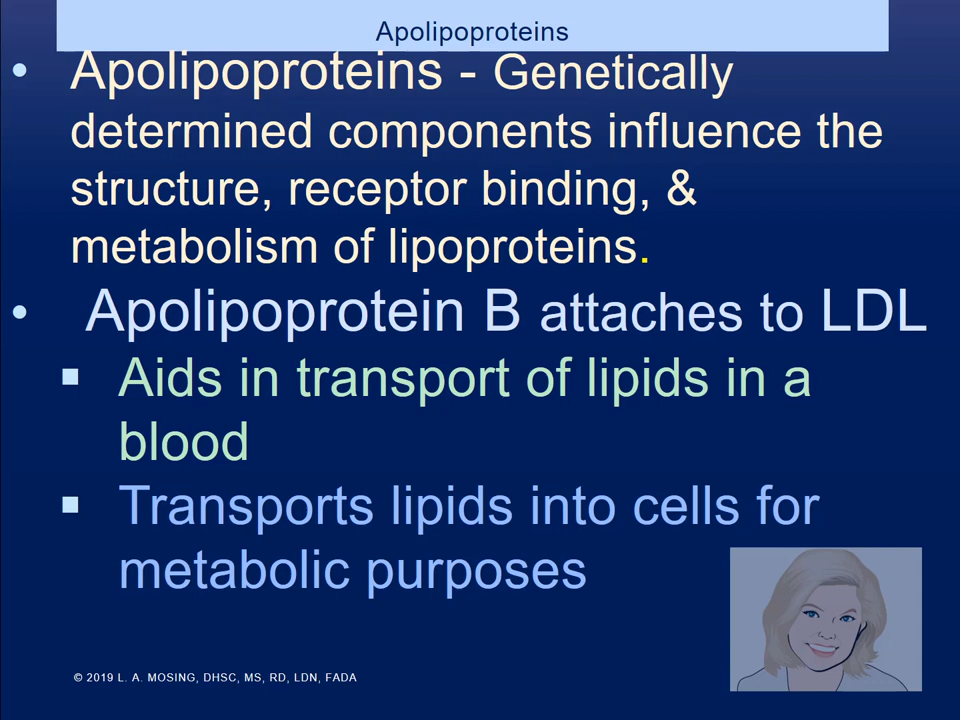 Apolipoproteins
• Apolipoproteins - Genetically
determined components influence the
structure, receptor binding, &
metabolism of lipoproteins.
• Apolipoprotein B attaches to LDL
▪ Aids in transport of lipids in a
blood
▪ Transports lipids into cells for
metabolic purposes
© 2019 L. A. MOSING, DHSC, MS, RD, LDN, FADA